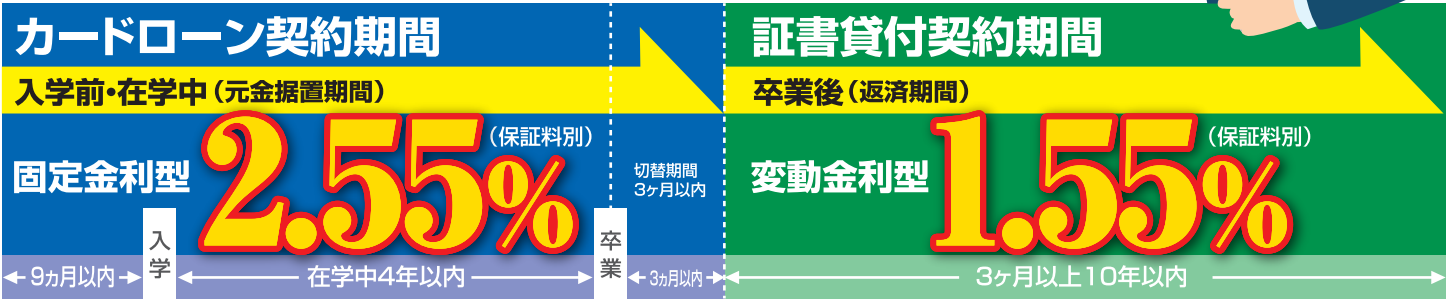 カードローン契約期間
入学前・在学中（元金据置期間）
固定金利型
2.55%
（保証料別）
切替期間
3ヶ月以内
入学
卒業
9ヵ月以内
在学中4年以内
3ヵ月以内
証書貸付契約期間
卒業後（返済期間）
変動金利型
1.55%
（保証料別）
3ヶ月以上10年以内